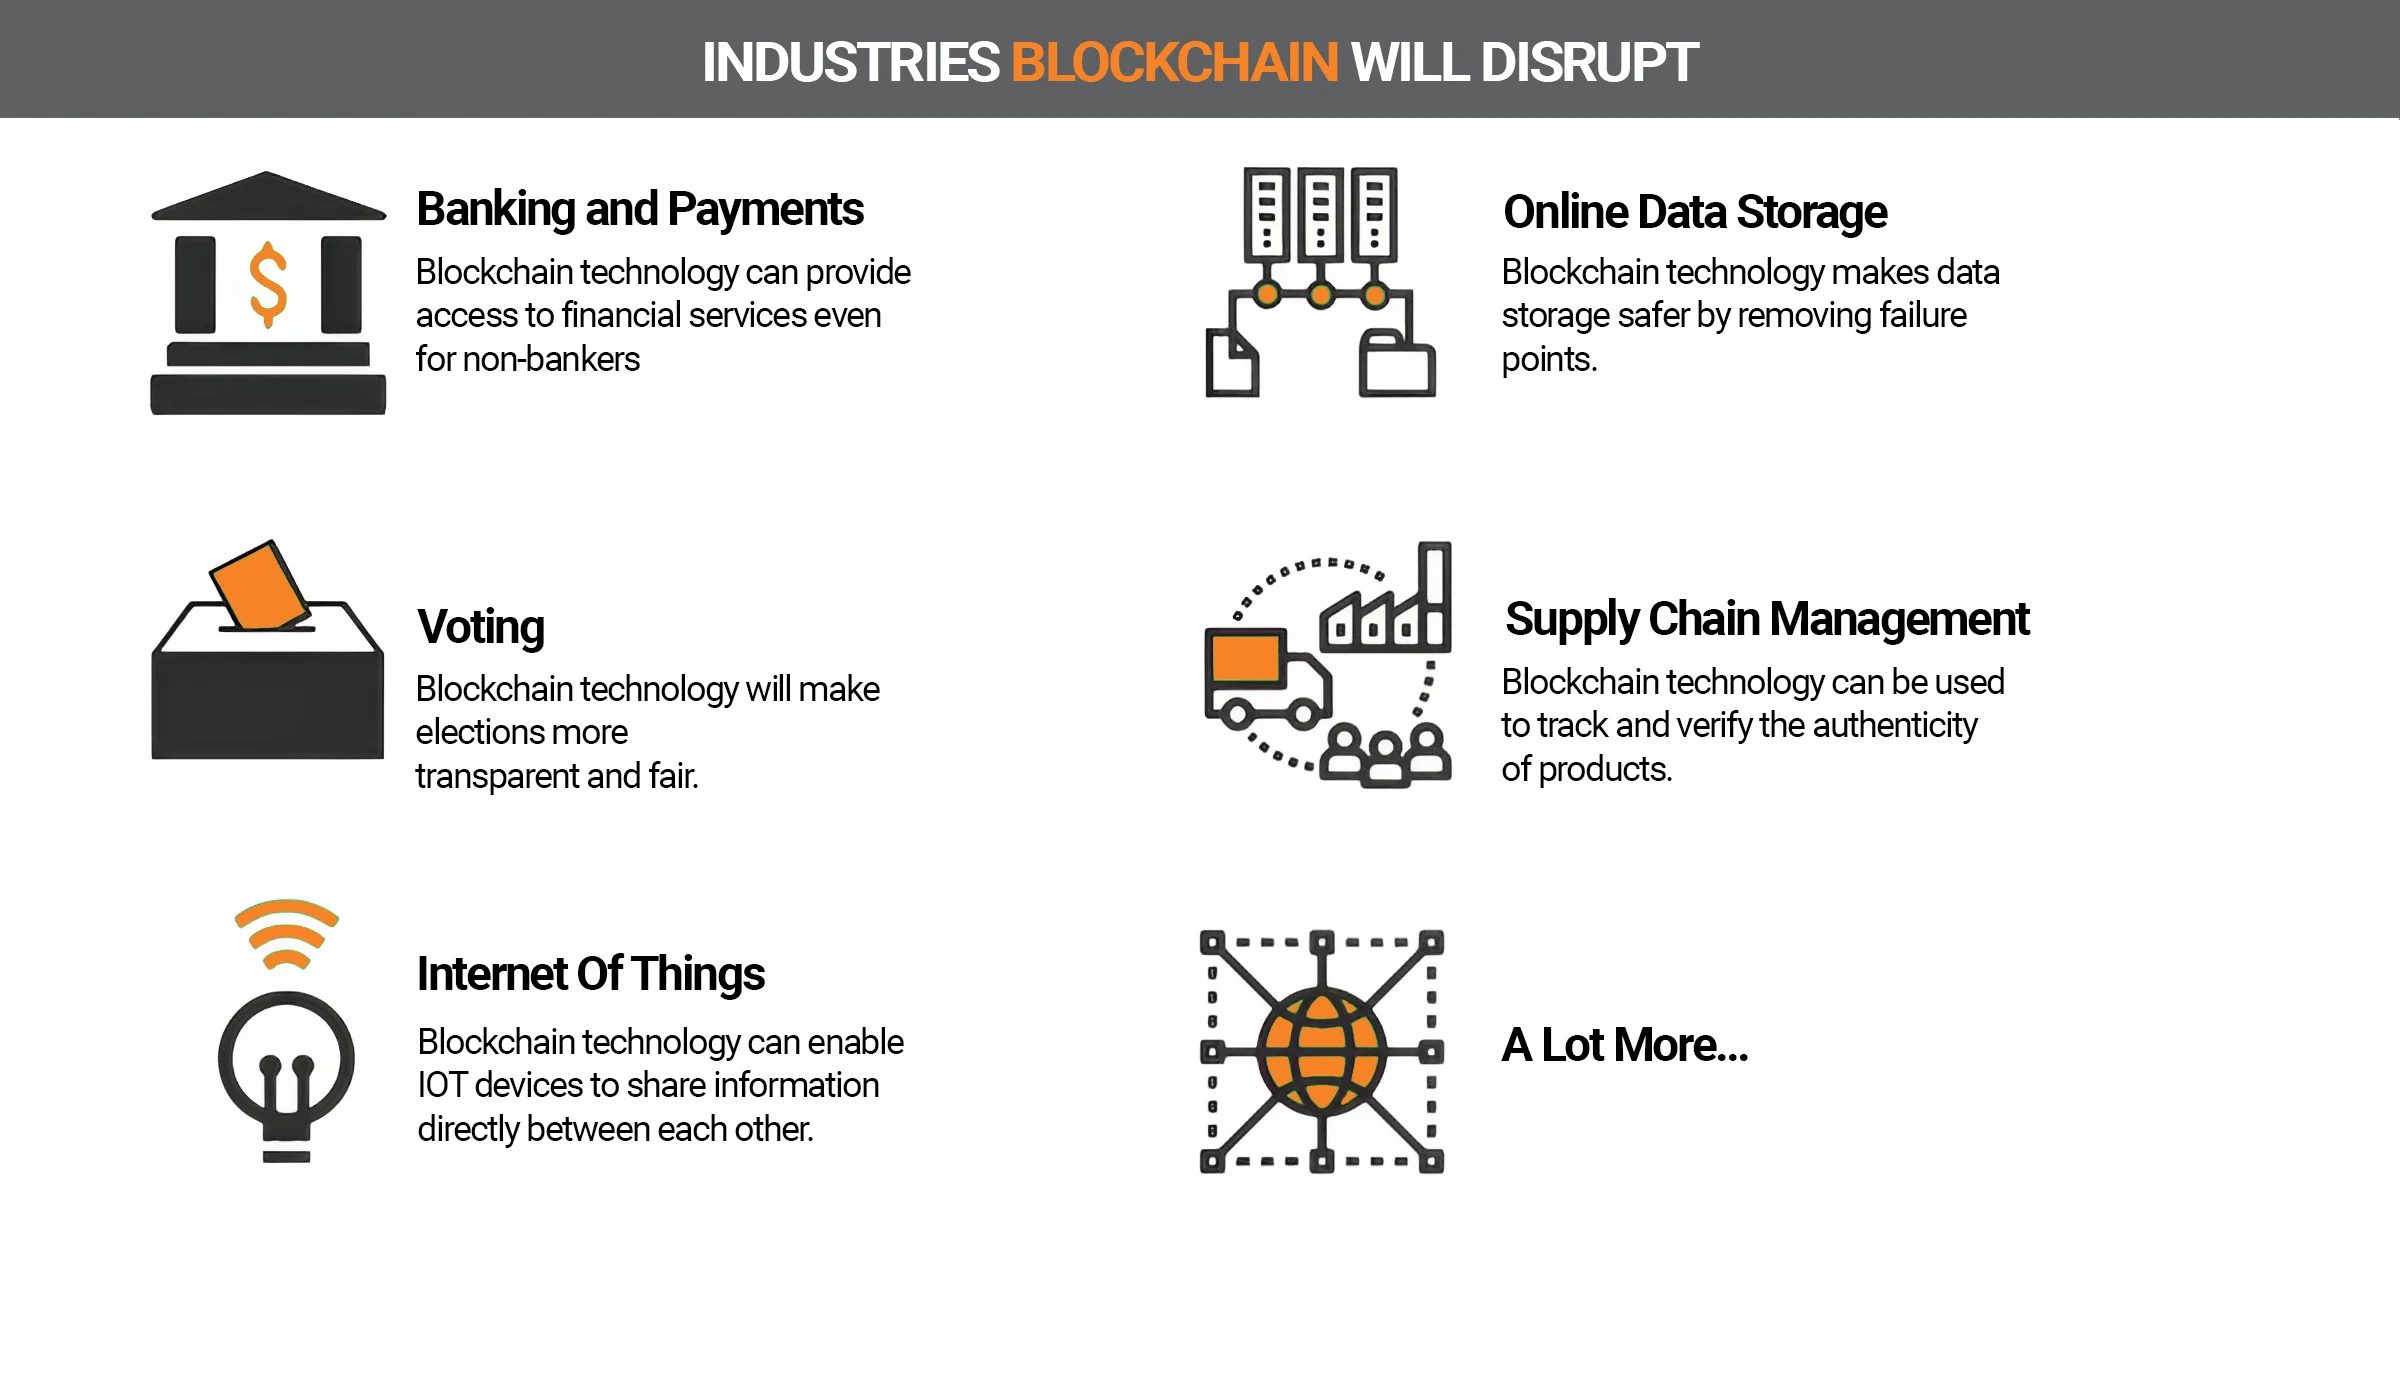 INDUSTRIES BLOCKCHAIN WILL DISRUPT
Banking and Payments
Blockchain technology can provide
access to financial services even
for non-bankers
Online Data Storage
Blockchain technology makes data
storage safer by removing failure
points.
Voting
Blockchain technology will make
elections more
transparent and fair.
Supply Chain Management
Blockchain technology can be used
to track and verify the authenticity
of products.
Internet Of Things
Blockchain technology can enable
IOT devices to share information
directly between each other.
A Lot More...